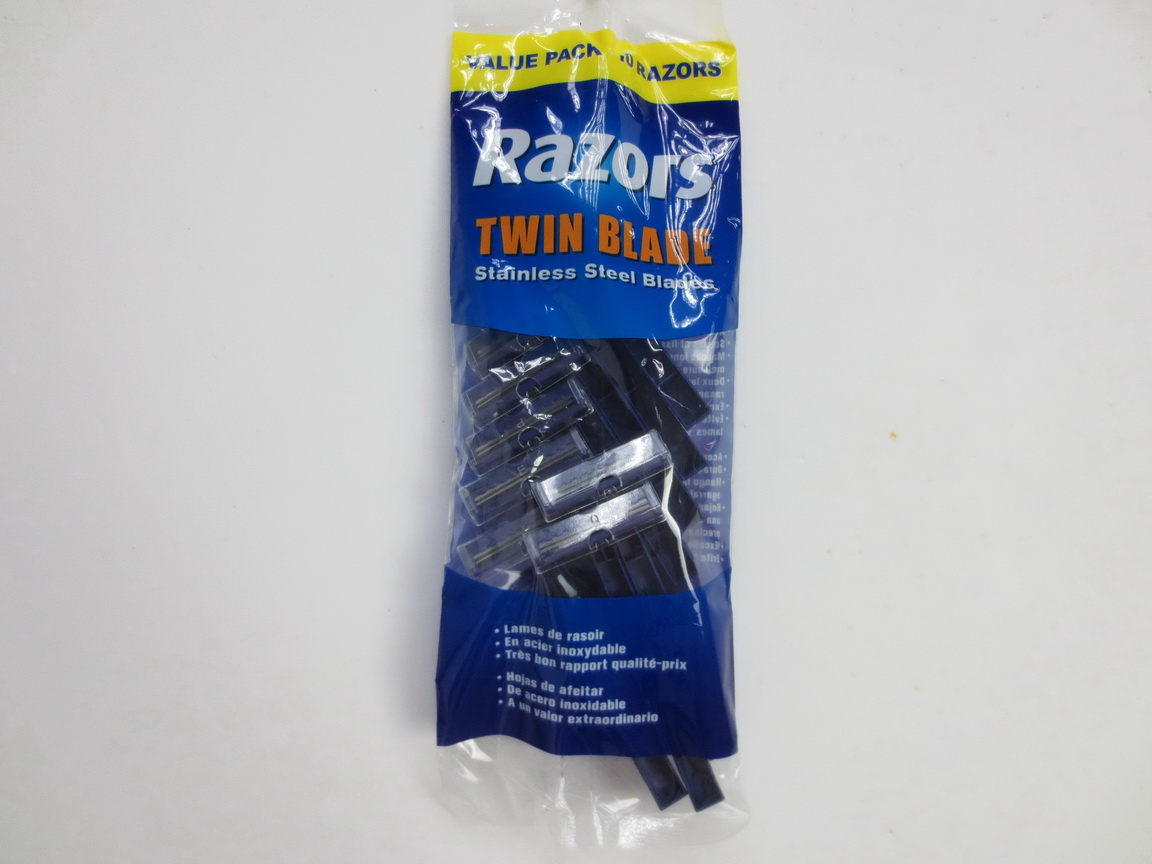 VALUE PACK 10 RAZORS
Razors
TWIN BLADE
Stainless Steel Blades
• Lames de rasoir
• En acier inoxydable
• Très bon rapport qualité-prix
• Hojas de afeitar
• De acero inoxidable
• A un valor extraordinario